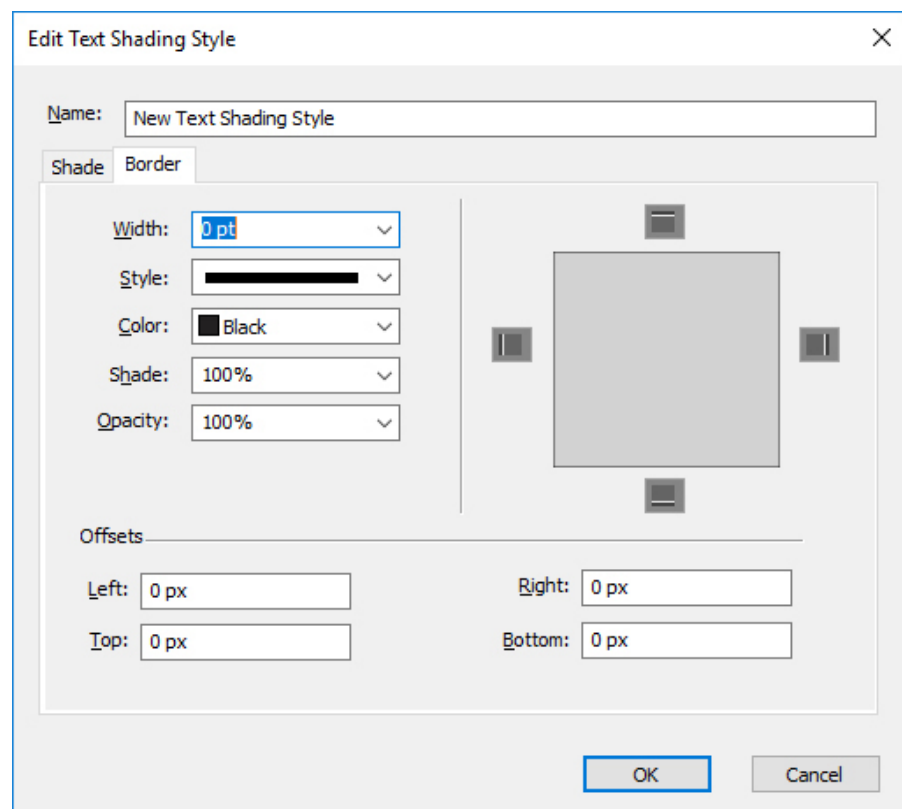 Edit Text Shading Style
Name: New Text Shading Style
Shade Border
Width: 0 pt
Style:
Color: Black
Shade: 100%
Opacity: 100%
Offsets
Left: 0 px Right: 0 px
Top: 0 px Bottom: 0 px
OK Cancel